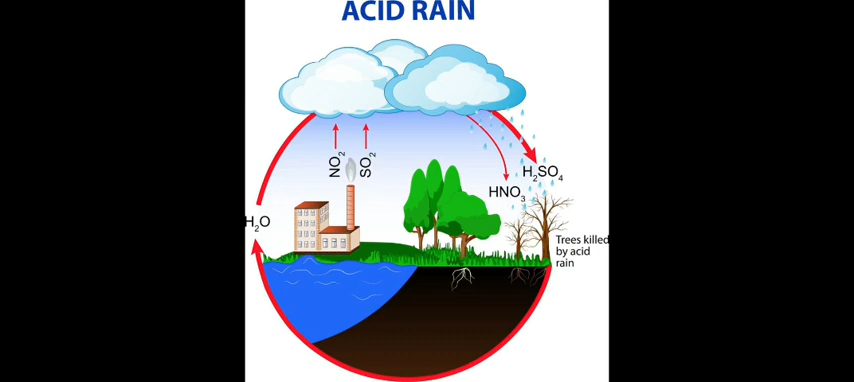 ACID RAIN
NO₂
SO₂
H₂SO₄
HNO₃
H₂O
Trees killed
by acid
rain